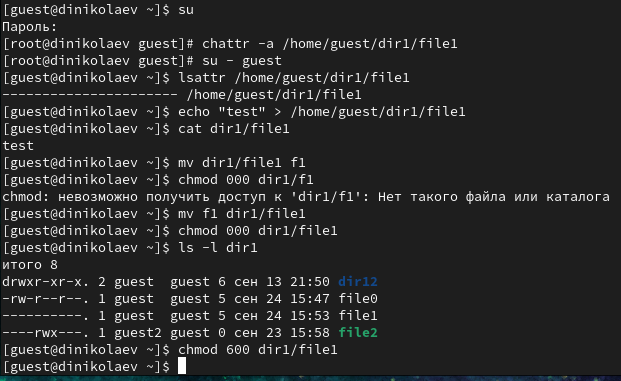 [guest@dinikolaev ~]$ su
Пароль:
[root@dinikolaev guest]# chattr -a /home/guest/dir1/file1
[root@dinikolaev guest]# su - guest
[guest@dinikolaev ~]$ lsattr /home/guest/dir1/file1
---------------------- /home/guest/dir1/file1
[guest@dinikolaev ~]$ echo "test" > /home/guest/dir1/file1
[guest@dinikolaev ~]$ cat dir1/file1
test
[guest@dinikolaev ~]$ mv dir1/file1 f1
[guest@dinikolaev ~]$ chmod 000 dir1/f1
chmod: невозможно получить доступ к 'dir1/f1': Нет такого файла или каталога
[guest@dinikolaev ~]$ mv f1 dir1/file1
[guest@dinikolaev ~]$ chmod 000 dir1/file1
[guest@dinikolaev ~]$ ls -l dir1
итого 8
drwxr-xr-x. 2 guest  guest 6 сен 13 21:50 dir12
-rw-r--r--. 1 guest  guest 5 сен 24 15:47 file0
----------. 1 guest  guest 5 сен 24 15:53 file1
----rwx---. 1 guest2 guest 0 сен 23 15:58 file2
[guest@dinikolaev ~]$ chmod 600 dir1/file1
[guest@dinikolaev ~]$